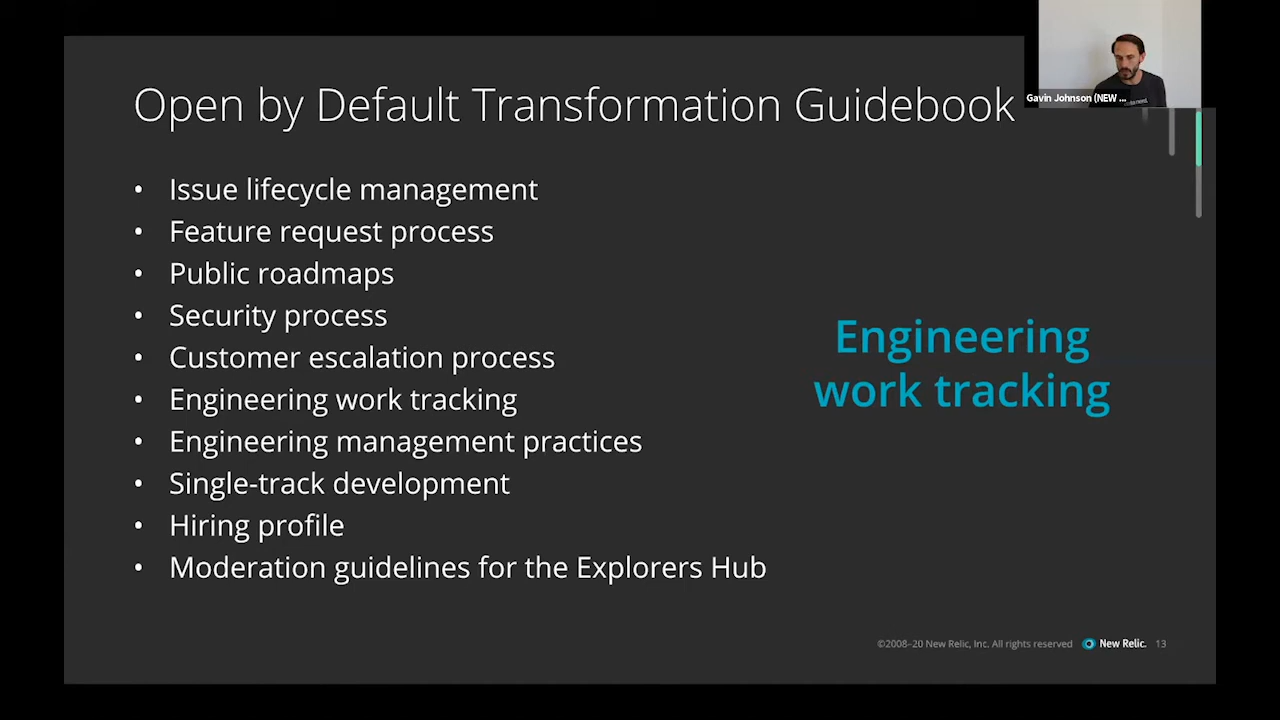 Open by Default Transformation Guidebook
Gavin Johnson (NEW ...
• Issue lifecycle management
• Feature request process
• Public roadmaps
• Security process
• Customer escalation process
• Engineering work tracking
• Engineering management practices
• Single-track development
• Hiring profile
• Moderation guidelines for the Explorers Hub
Engineering
work tracking
©2008–20 New Relic, Inc. All rights reserved New Relic. 13